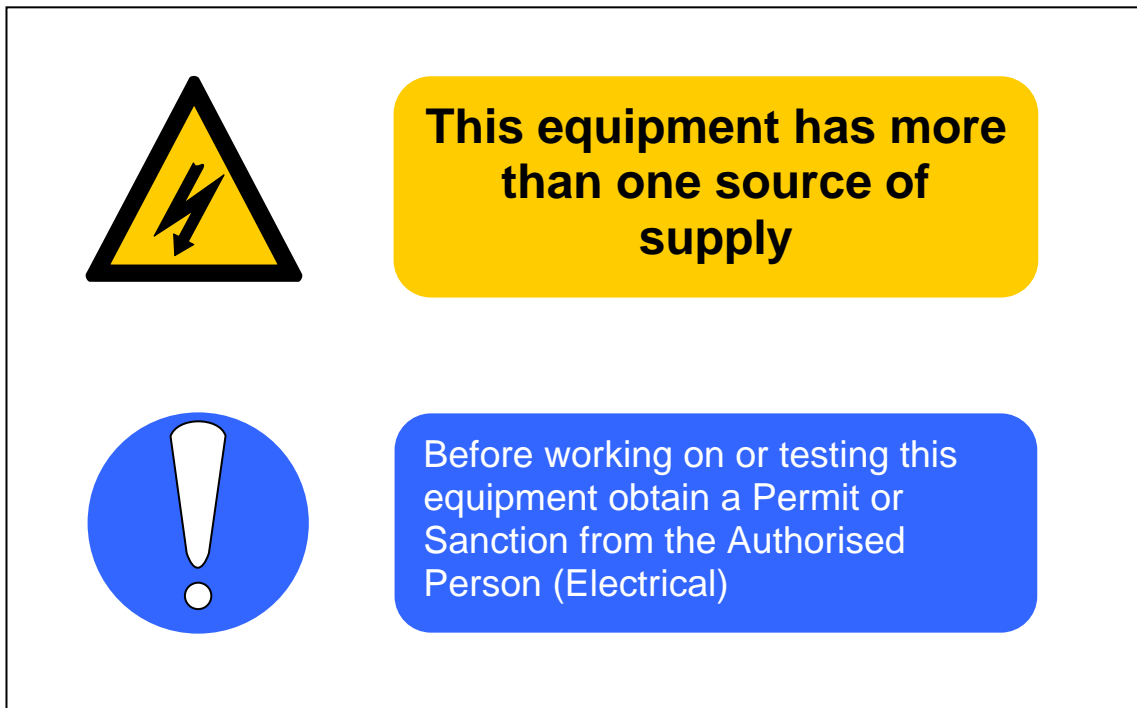 This equipment has more
than one source of
supply
Before working on or testing this
equipment obtain a Permit or
Sanction from the Authorised
Person (Electrical)